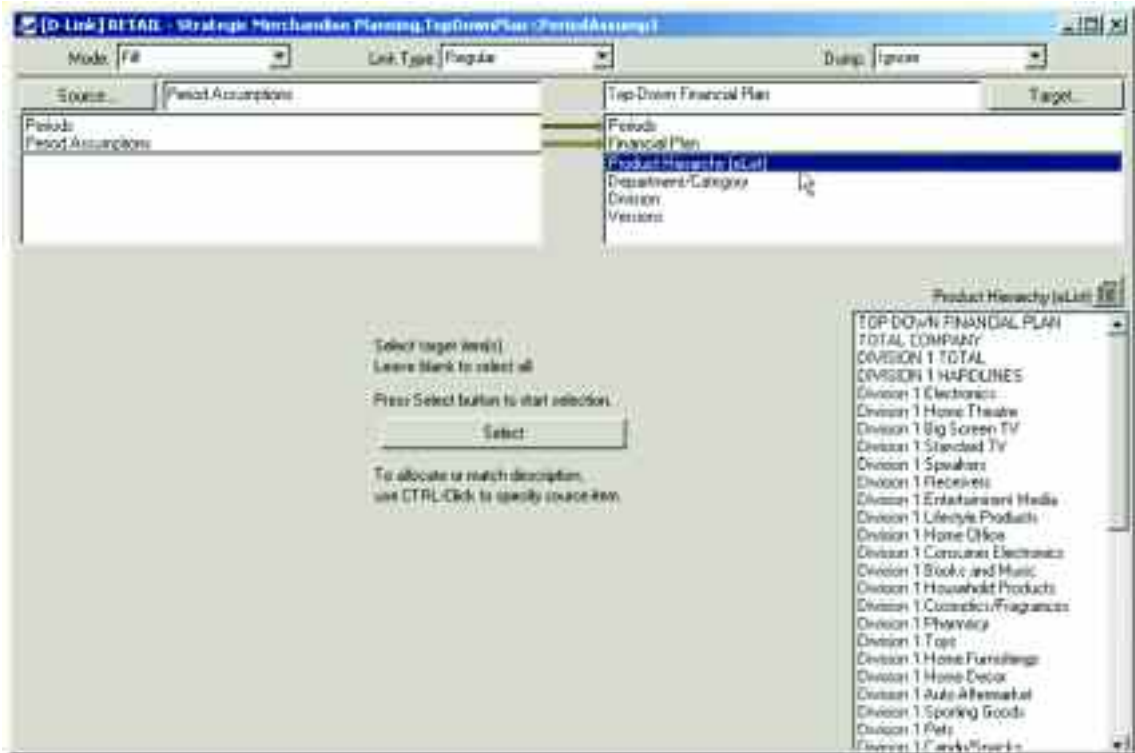 [D-Link] RETAIL - Strategic Merchandise Planning.TopDownPlan
Mode: Fill
Link Type: Regular
Dump: Ignore
Source...
Period Assumptions
Top-Down Financial Plan
Target...
Periods
Period Assumptions
Periods
Financial Plan
Product Hierarchy (eList)
Department/Category
Division
Versions
Product Hierarchy (eList)
Select target item(s)
Leave blank to select all
Press Select button to start selection.
Select
To allocate or match description,
use CTRL-Click to specify source item.
TOP DOWN FINANCIAL PLAN
TOTAL COMPANY
DIVISION 1 TOTAL
DIVISION 1 HARDLINES
Division 1 Electronics
Division 1 Home Theatre
Division 1 Big Screen TV
Division 1 Standard TV
Division 1 Speakers
Division 1 Receivers
Division 1 Entertainment Media
Division 1 Lifestyle Products
Division 1 Home Office
Division 1 Consumer Electronics
Division 1 Books and Music
Division 1 Household Products
Division 1 Cosmetics/Fragrances
Division 1 Pharmacy
Division 1 Toys
Division 1 Home Furnishings
Division 1 Home Decor
Division 1 Auto Aftermarket
Division 1 Sporting Goods
Division 1 Pets
Division 1 Candy/Snacks